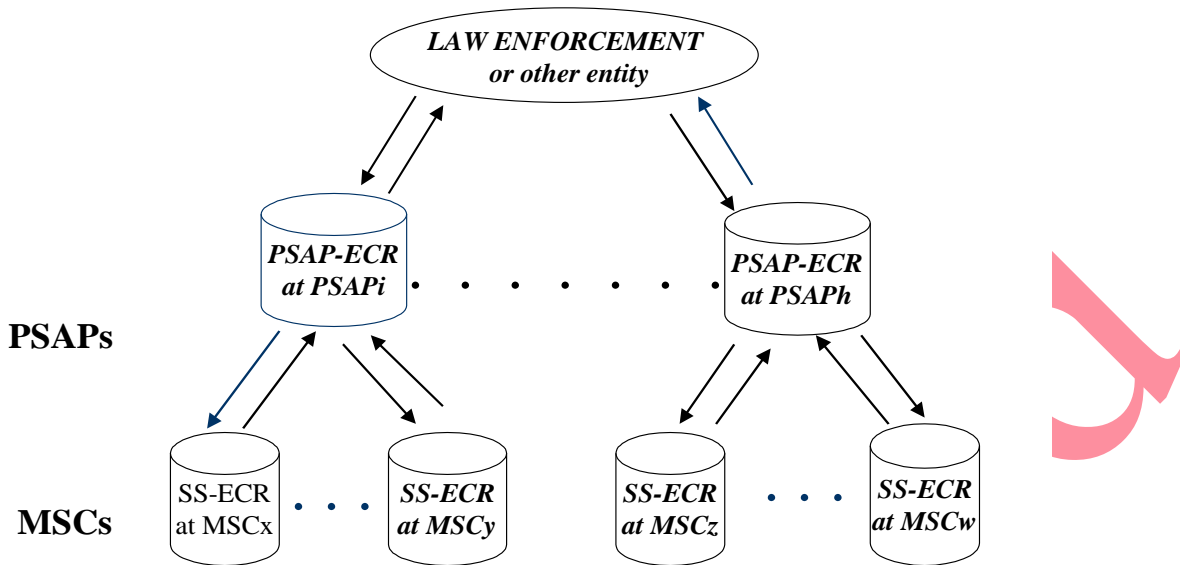 LAW ENFORCEMENT
or other entity
PSAP-ECR
at PSAPi
PSAP-ECR
at PSAPh
PSAPs
SS-ECR
at MSCx
SS-ECR
at MSCy
SS-ECR
at MSCz
SS-ECR
at MSCw
MSCs